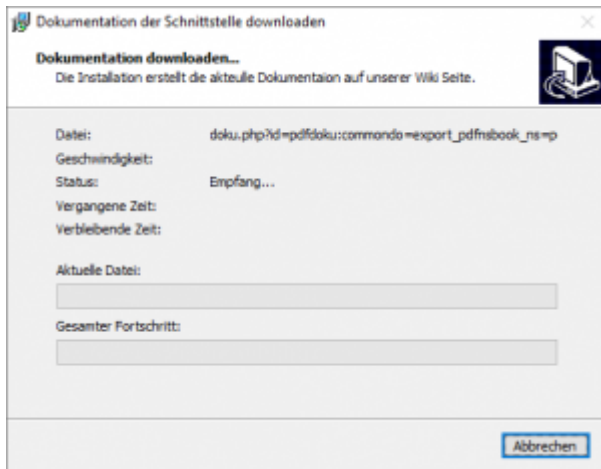 Dokumentation der Schnittstelle downloaden
Dokumentation downloaden...
Die Installation erstellt die akteulle Dokumentaion auf unserer Wiki Seite.
Datei: doku.php?id=pdfdoku:commondo=export_pdfnsbook_ns=p
Geschwindigkeit:
Status: Empfang...
Vergangene Zeit:
Verbleibende Zeit:
Aktuelle Datei:
Gesamter Fortschritt:
Abbrechen